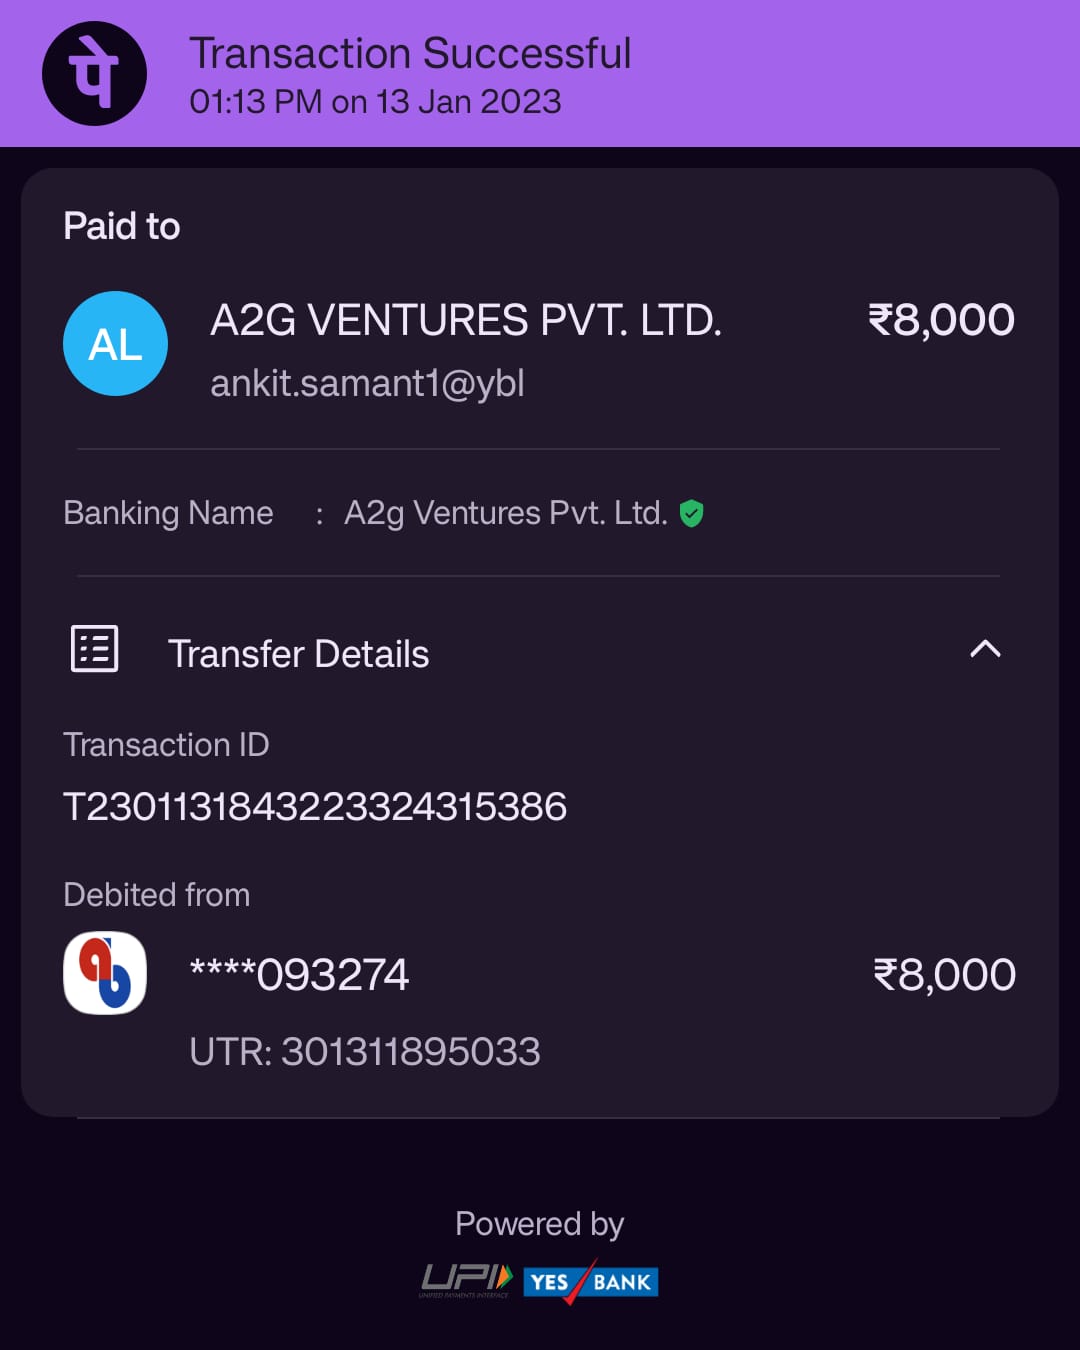 पे
Transaction Successful
01:13 PM on 13 Jan 2023
Paid to
AL
A2G VENTURES PVT. LTD.
₹8,000
ankit.samant1@ybl
Banking Name : A2g Ventures Pvt. Ltd.
Transfer Details
Transaction ID
T2301131843223324315386
Debited from
****093274
₹8,000
UTR: 301311895033
Powered by
UPI
UNIFIED PAYMENTS INTERFACE
YES BANK